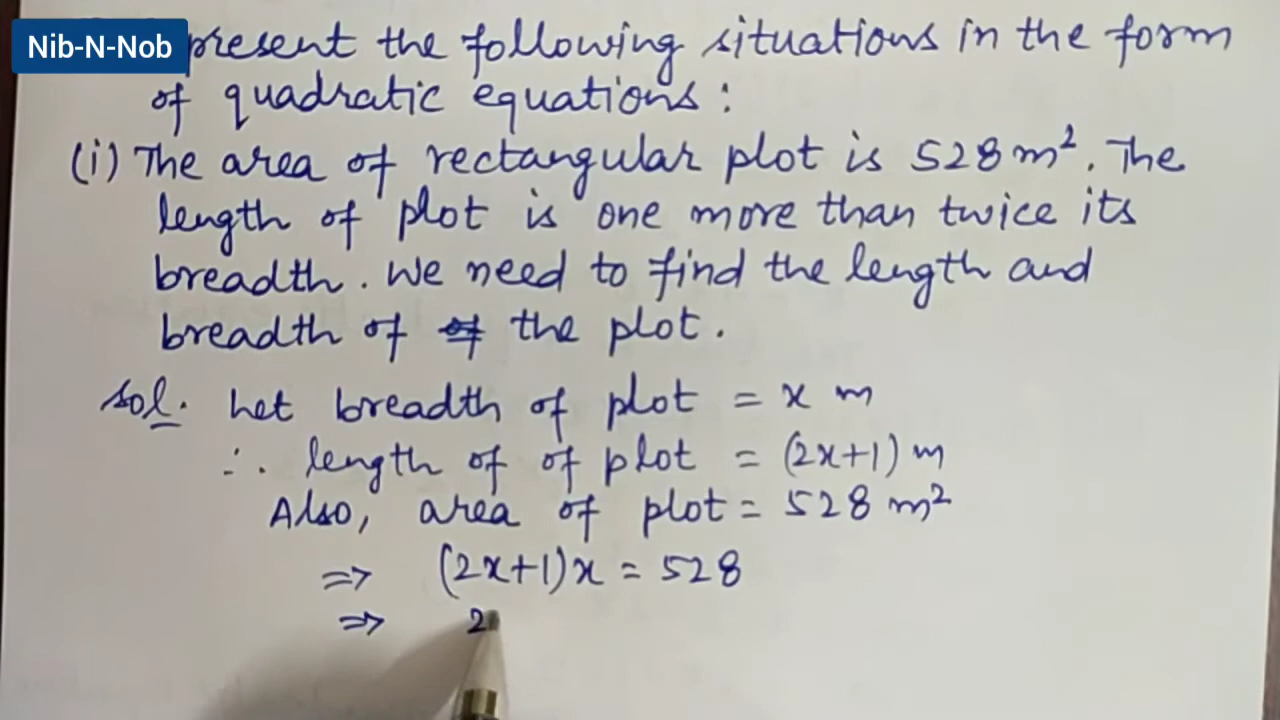 Nib-N-Nob
present the following situations in the form
of quadratic equations:
(i) The area of rectangular plot is 528 m². The
length of plot is one more than twice its
breadth. We need to find the length and
breadth of of the plot.
Sol. Let breadth of plot = x m
∴ length of of plot = (2x+1) m
Also, area of plot = 528 m²
⇒ (2x+1)x = 528
⇒ 2